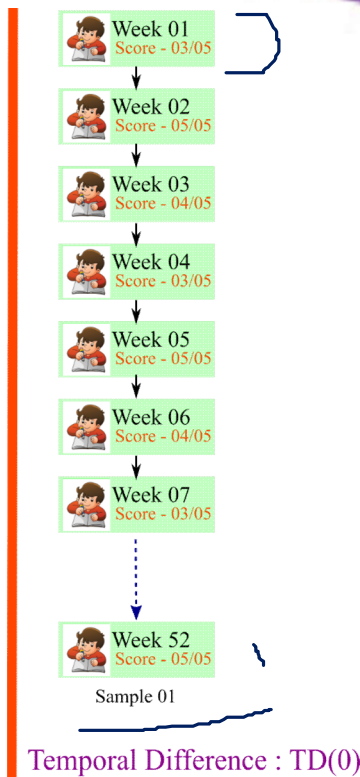 Week 01
Score - 03/05
Week 02
Score - 05/05
Week 03
Score - 04/05
Week 04
Score - 03/05
Week 05
Score - 05/05
Week 06
Score - 04/05
Week 07
Score - 03/05
Week 52
Score - 05/05
Sample 01
Temporal Difference : TD(0)